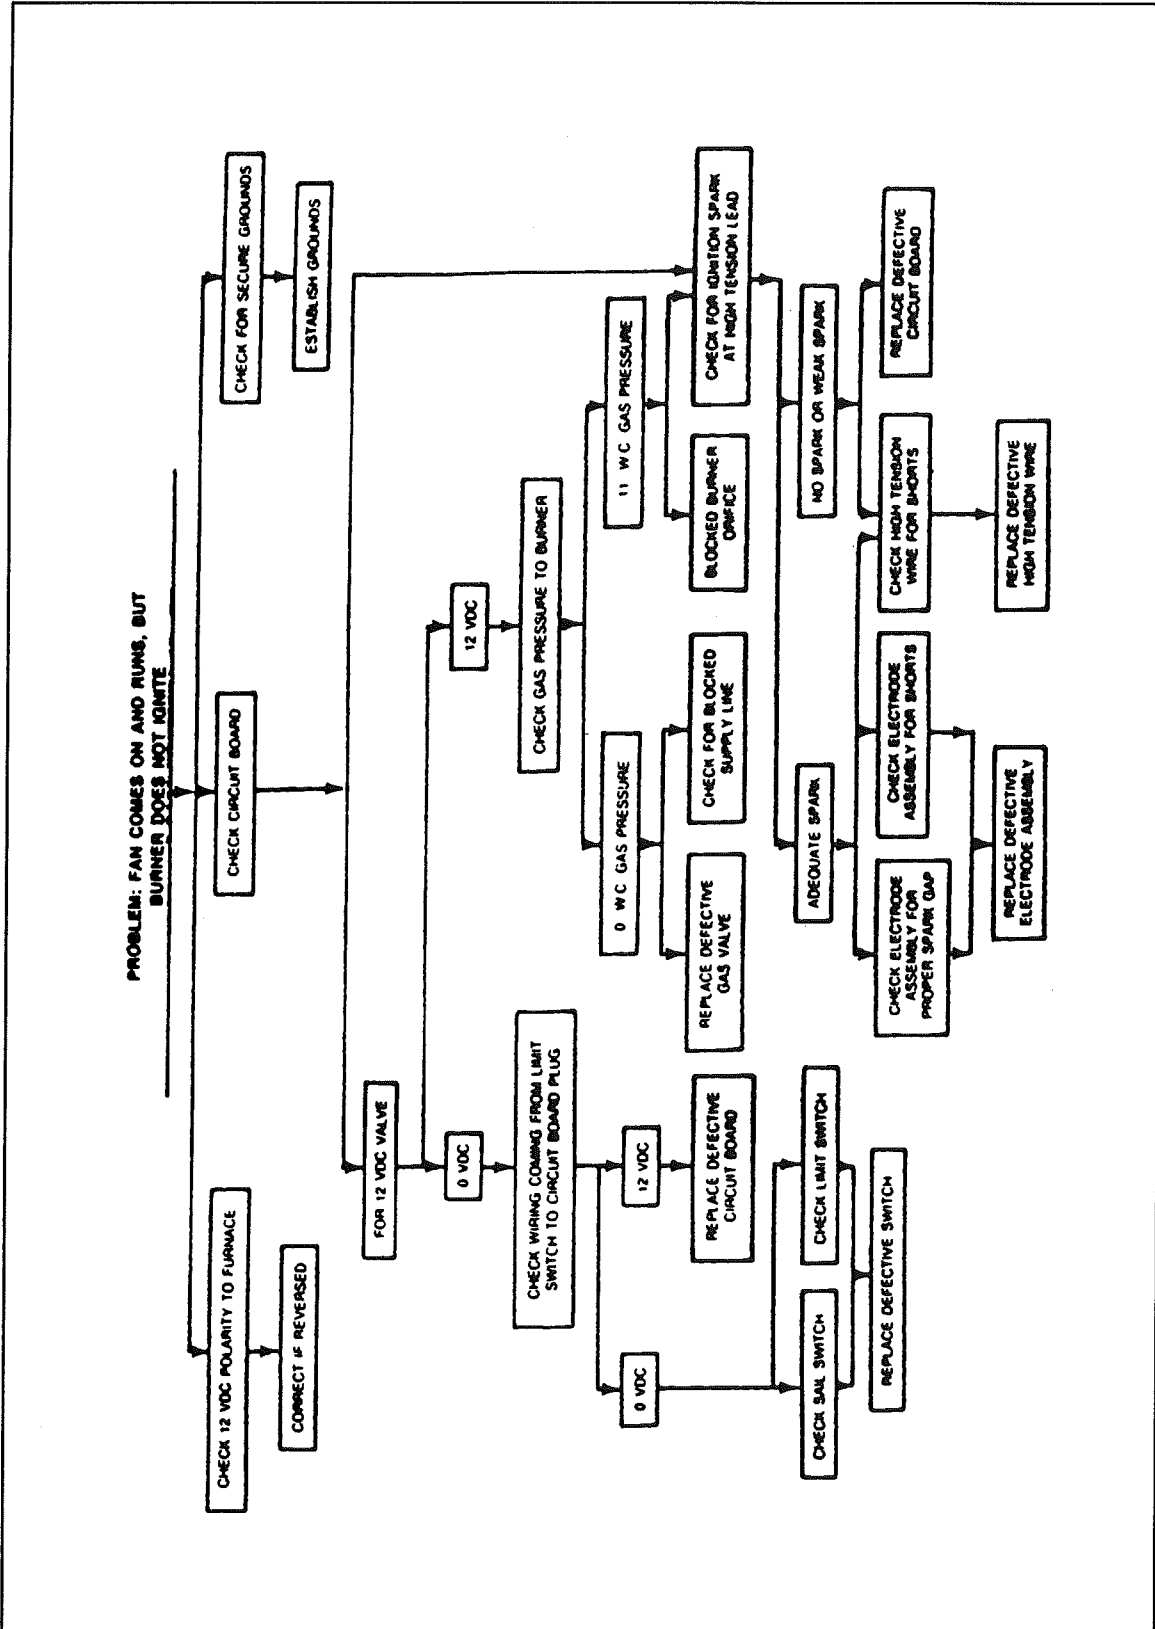 PROBLEM: FAN COMES ON AND RUNS, BUT
BURNER DOES NOT IGNITE
CHECK 12 VDC POLARITY TO FURNACE
CORRECT IF REVERSED
CHECK CIRCUIT BOARD
CHECK FOR SECURE GROUNDS
ESTABLISH GROUNDS
FOR 12 VDC VALVE
0 VDC
12 VDC
CHECK WIRING COMING FROM LIMIT
SWITCH TO CIRCUIT BOARD PLUG
CHECK GAS PRESSURE TO BURNER
0 VDC
12 VDC
0 WC GAS PRESSURE
11 WC GAS PRESSURE
REPLACE DEFECTIVE
CIRCUIT BOARD
REPLACE DEFECTIVE
GAS VALVE
CHECK FOR BLOCKED
SUPPLY LINE
BLOCKED BURNER
ORIFICE
CHECK FOR IGNITION SPARK
AT HIGH TENSION LEAD
CHECK SAIL SWITCH
CHECK LIMIT SWITCH
ADEQUATE SPARK
NO SPARK OR WEAK SPARK
REPLACE DEFECTIVE SWITCH
CHECK ELECTRODE
ASSEMBLY FOR
PROPER SPARK GAP
CHECK ELECTRODE
ASSEMBLY FOR SHORTS
CHECK HIGH TENSION
WIRE FOR SHORTS
REPLACE DEFECTIVE
CIRCUIT BOARD
REPLACE DEFECTIVE
ELECTRODE ASSEMBLY
REPLACE DEFECTIVE
HIGH TENSION WIRE